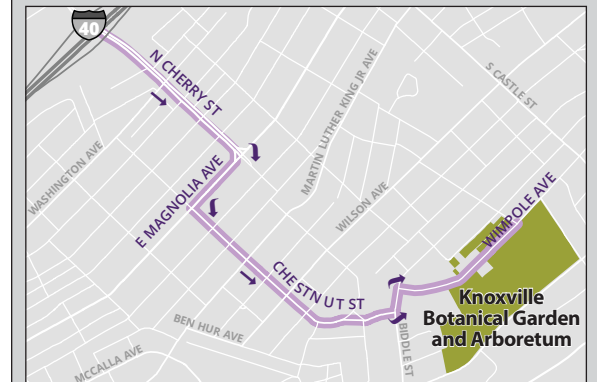 40
N CHERRY ST
S CASTLE ST
MARTIN LUTHER KING JR AVE
WASHINGTON AVE
E MAGNOLIA AVE
WILSON AVE
WIMPOLE AVE
CHESTNUT ST
Knoxville
Botanical Garden
and Arboretum
BEN HUR AVE
BIDDLE ST
MCCALLA AVE